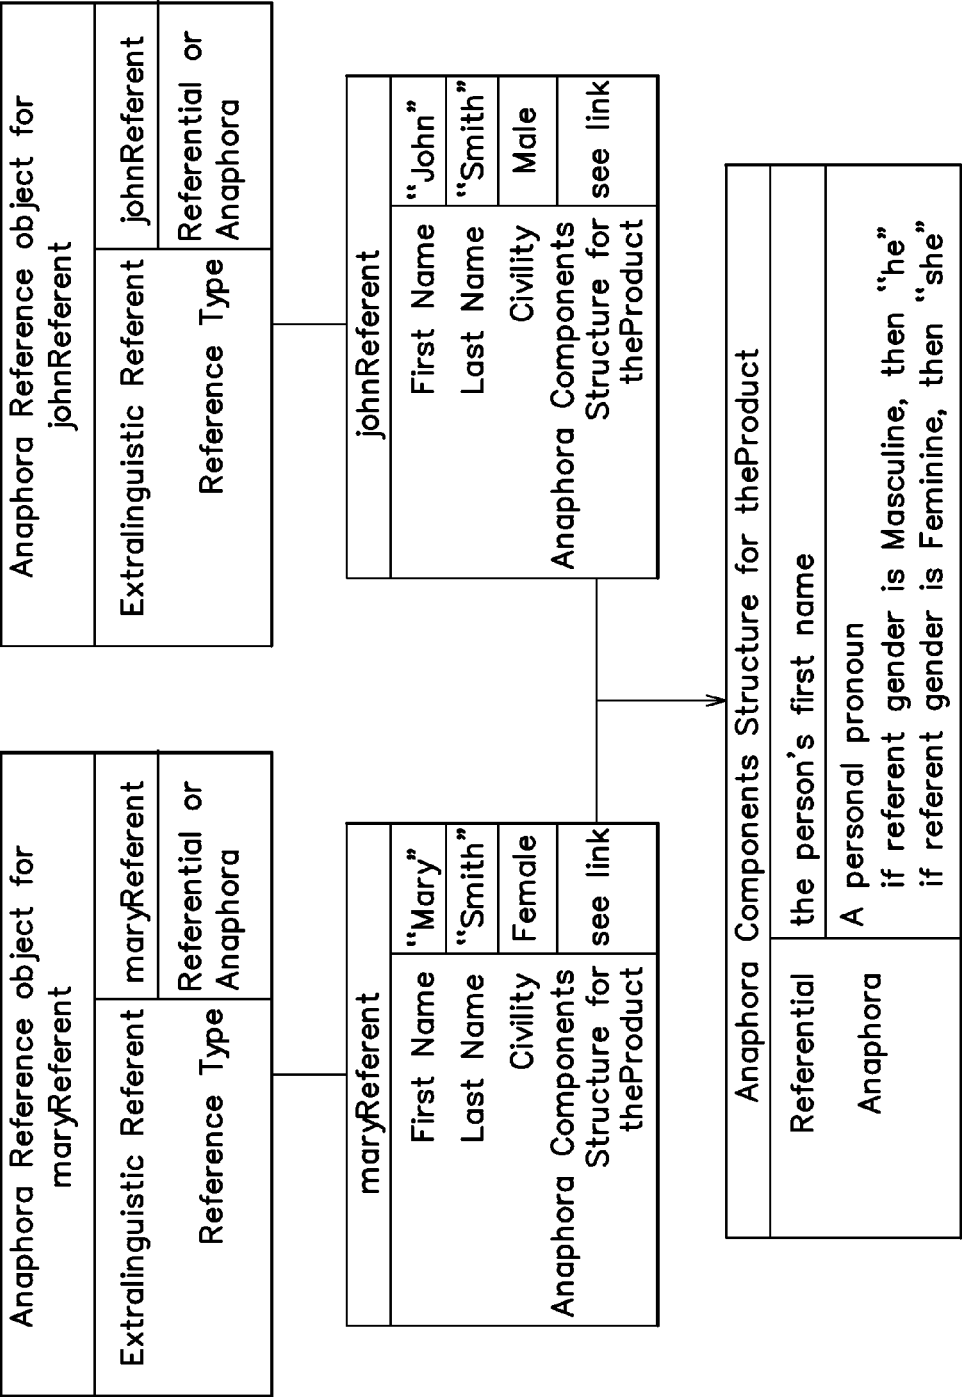 Anaphora Reference object for
maryReferent
Extralinguistic Referent maryReferent
Reference Type Referential or
Anaphora
Anaphora Reference object for
johnReferent
Extralinguistic Referent johnReferent
Reference Type Referential or
Anaphora
maryReferent
First Name “Mary”
Last Name “Smith”
Civility Female
Anaphora Components
Structure for see link
theProduct
johnReferent
First Name “John”
Last Name “Smith”
Civility Male
Anaphora Components
Structure for see link
theProduct
Anaphora Components Structure for theProduct
Referential the person's first name
Anaphora A personal pronoun
if referent gender is Masculine, then “he”
if referent gender is Feminine, then “she”